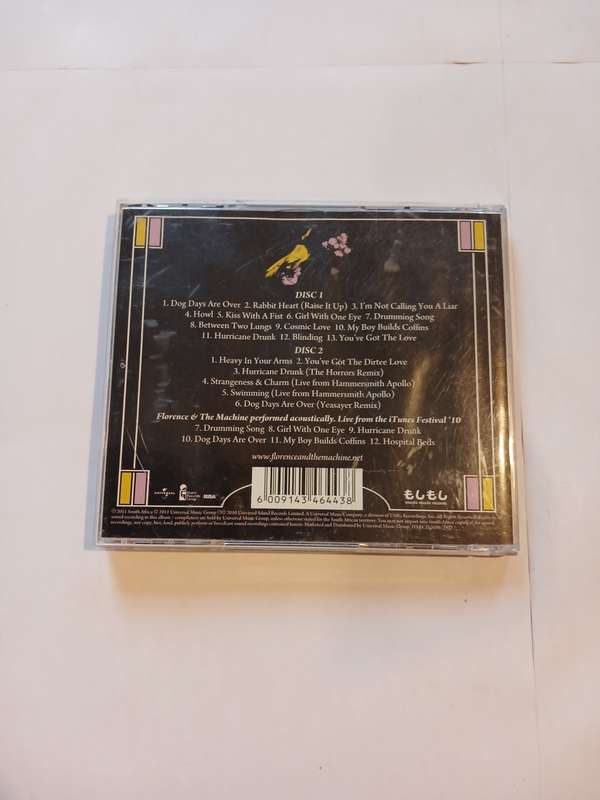 DISC 1
1. Dog Days Are Over 2. Rabbit Heart (Raise It Up) 3. I'm Not Calling You A Liar
4. Howl 5. Kiss With A Fist 6. Girl With One Eye 7. Drumming Song
8. Between Two Lungs 9. Cosmic Love 10. My Boy Builds Coffins
11. Hurricane Drunk 12. Blinding 13. You've Got The Love
DISC 2
1. Heavy In Your Arms 2. You've Got The Dirtee Love
3. Hurricane Drunk (The Horrors Remix)
4. Strangeness & Charm (Live from Hammersmith Apollo)
5. Swimming (Live from Hammersmith Apollo)
6. Dog Days Are Over (Yeasayer Remix)
Florence & The Machine performed acoustically. Live from the iTunes Festival '10
7. Drumming Song 8. Girl With One Eye 9. Hurricane Drunk
10. Dog Days Are Over 11. My Boy Builds Coffins 12. Hospital Beds
www.florenceandthemachine.net
UNIVERSAL
もしもし
6 009143 464438